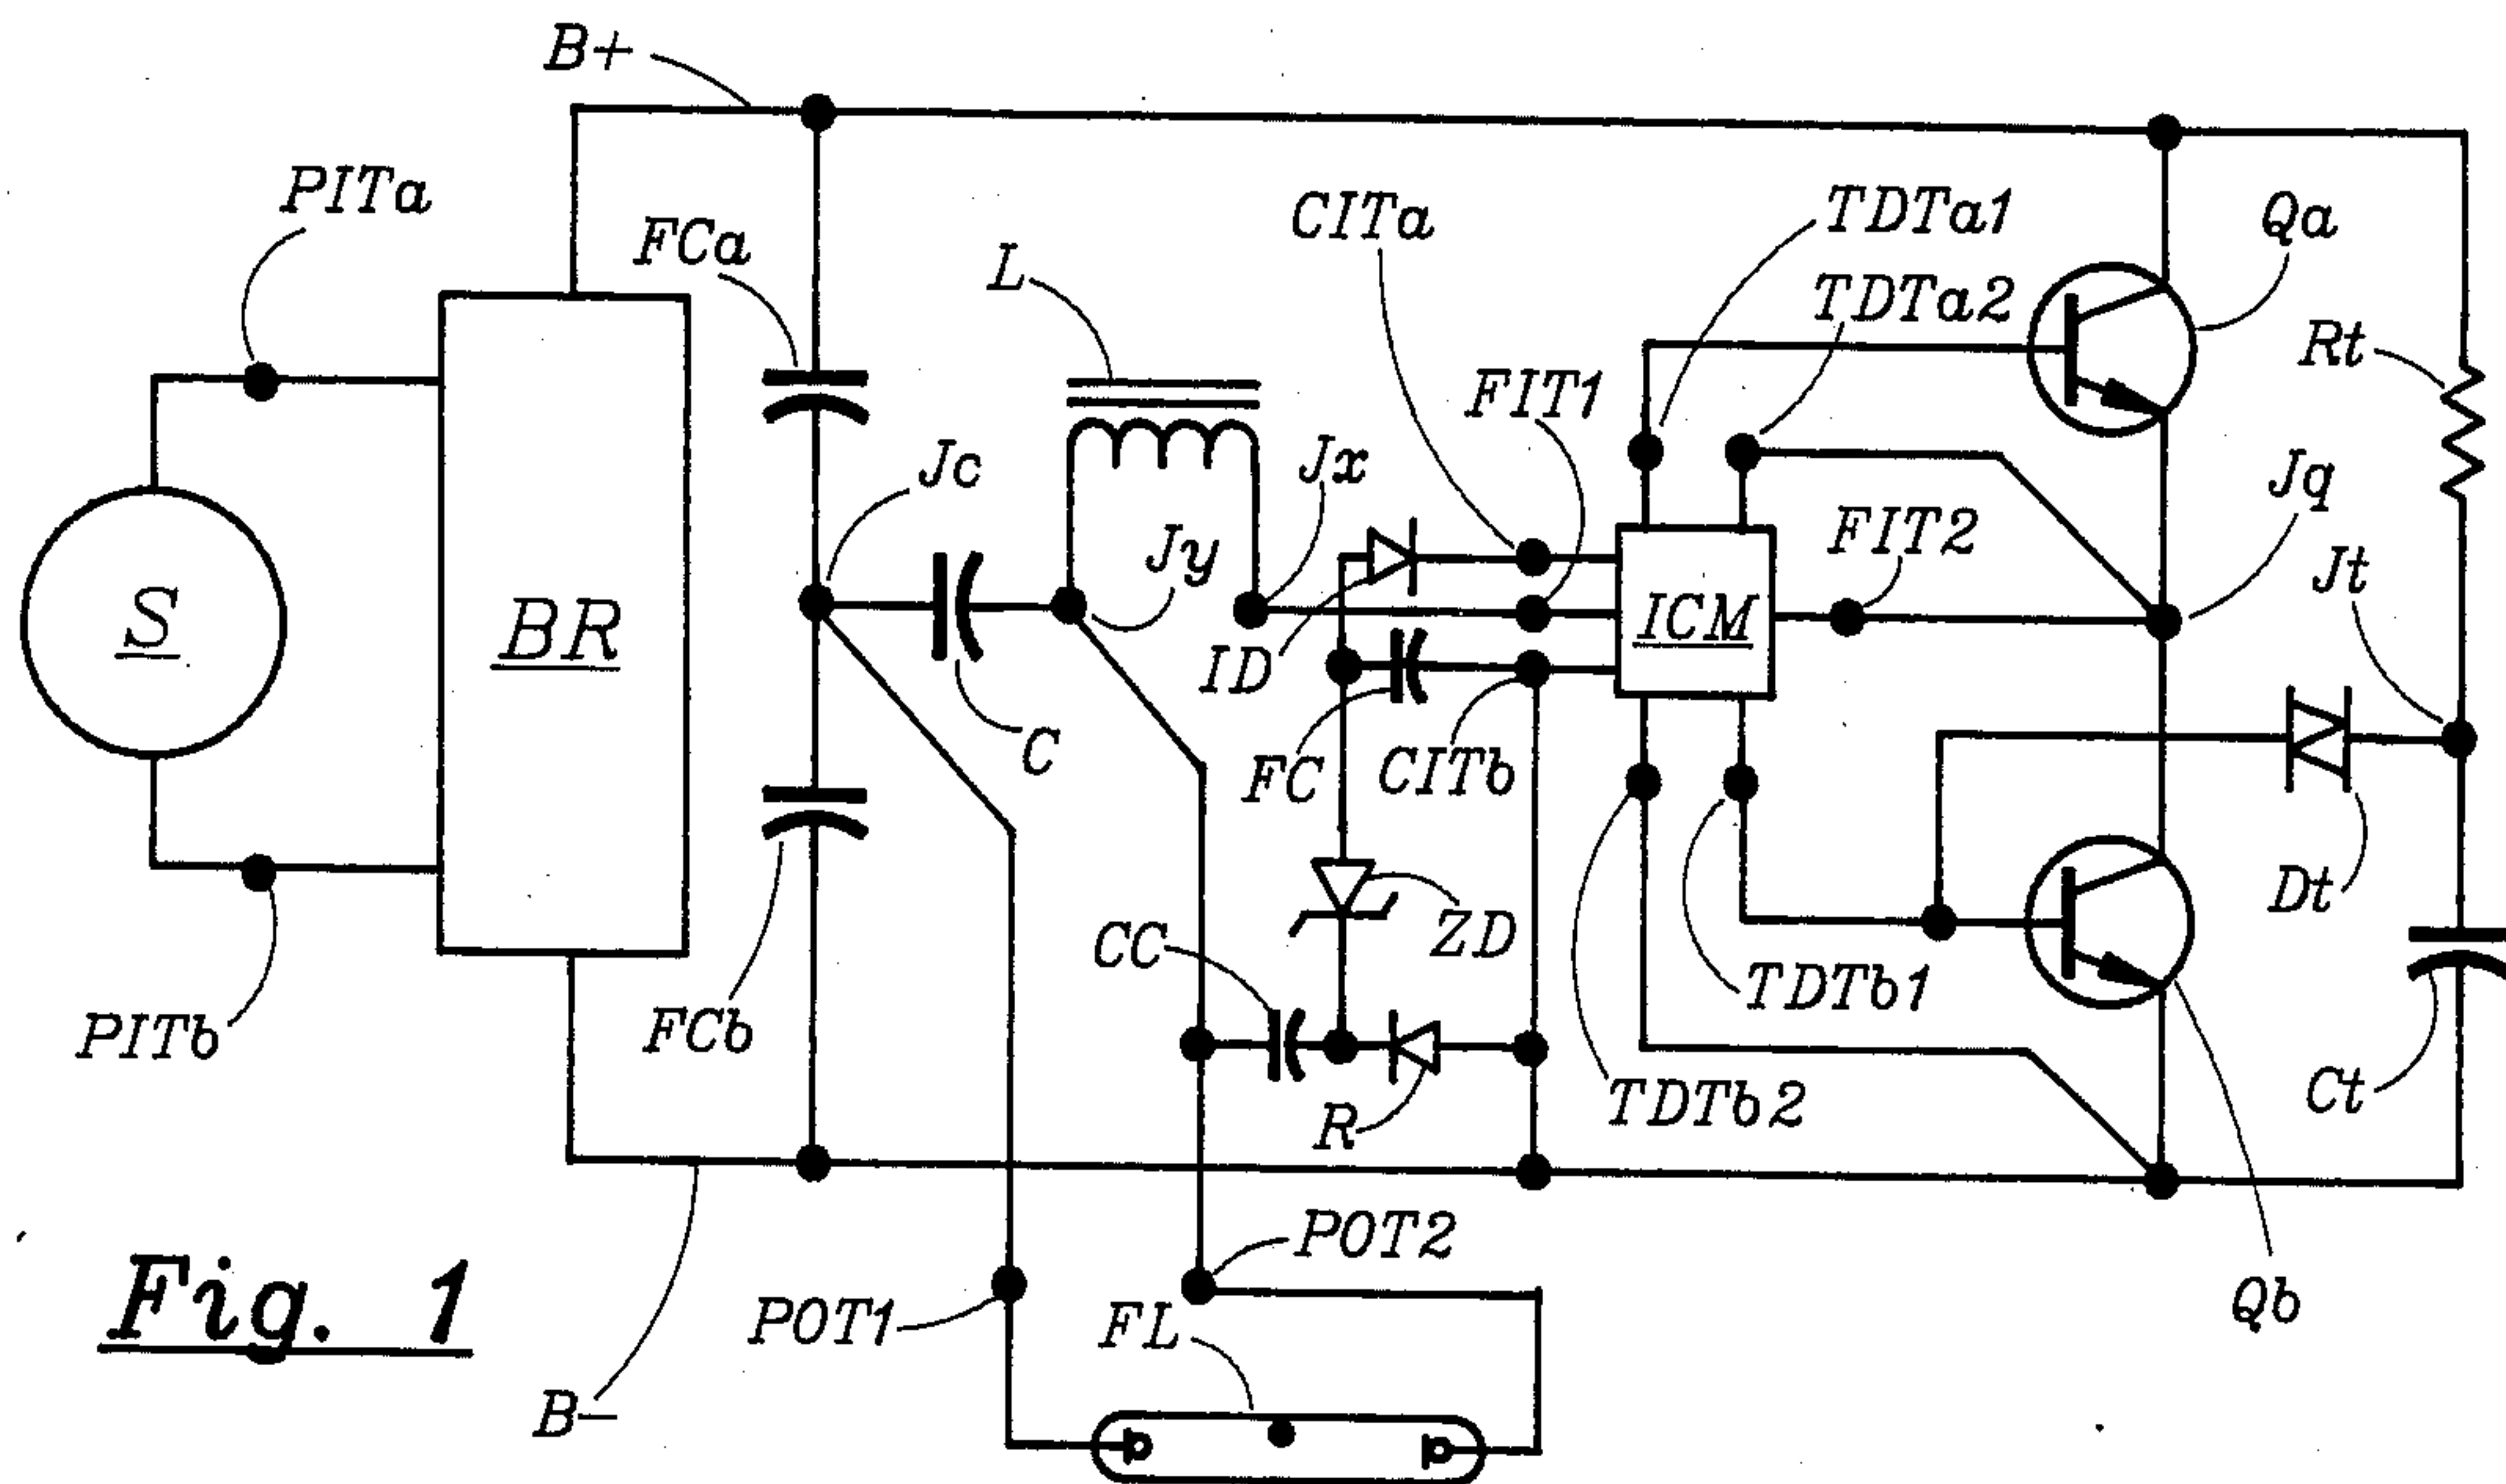 B+
PITa
FCa
L
CITa
TDTa1
Qa
TDTa2
Rt
FIT1
Jc
Jx
Jq
Jy
FIT2
Jt
S
BR
ICM
ID
C
FC
CITb
Dt
ZD
CC
TDTb1
PITb
FCb
R
TDTb2
Ct
POT2
Fig. 1
POT1
FL
Qb
B-